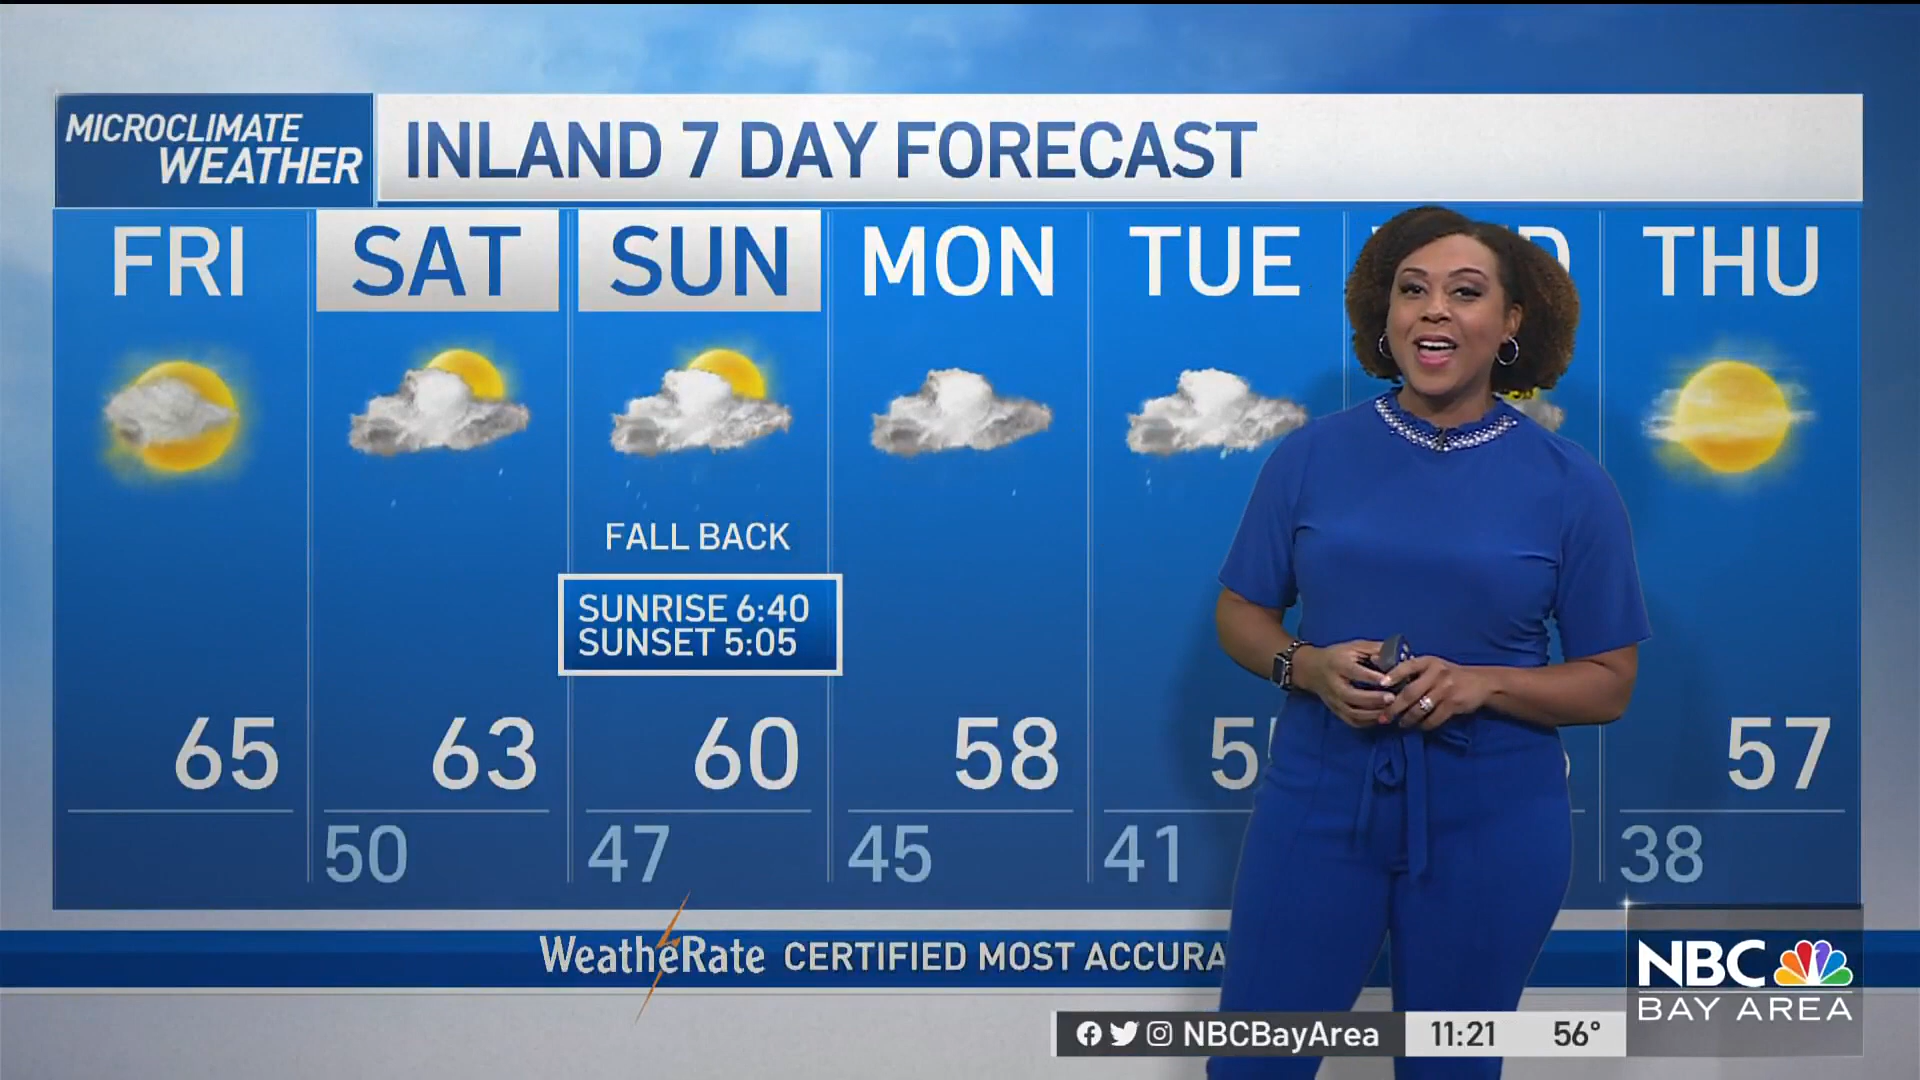 MICROCLIMATE
WEATHER
INLAND 7 DAY FORECAST
FRI
SAT
SUN
MON
TUE
THU
FALL BACK
SUNRISE 6:40
SUNSET 5:05
65
63
60
58
57
50
47
45
41
38
WeatheRate CERTIFIED MOST
NBC
BAY AREA
NBCBayArea 11:21 56°